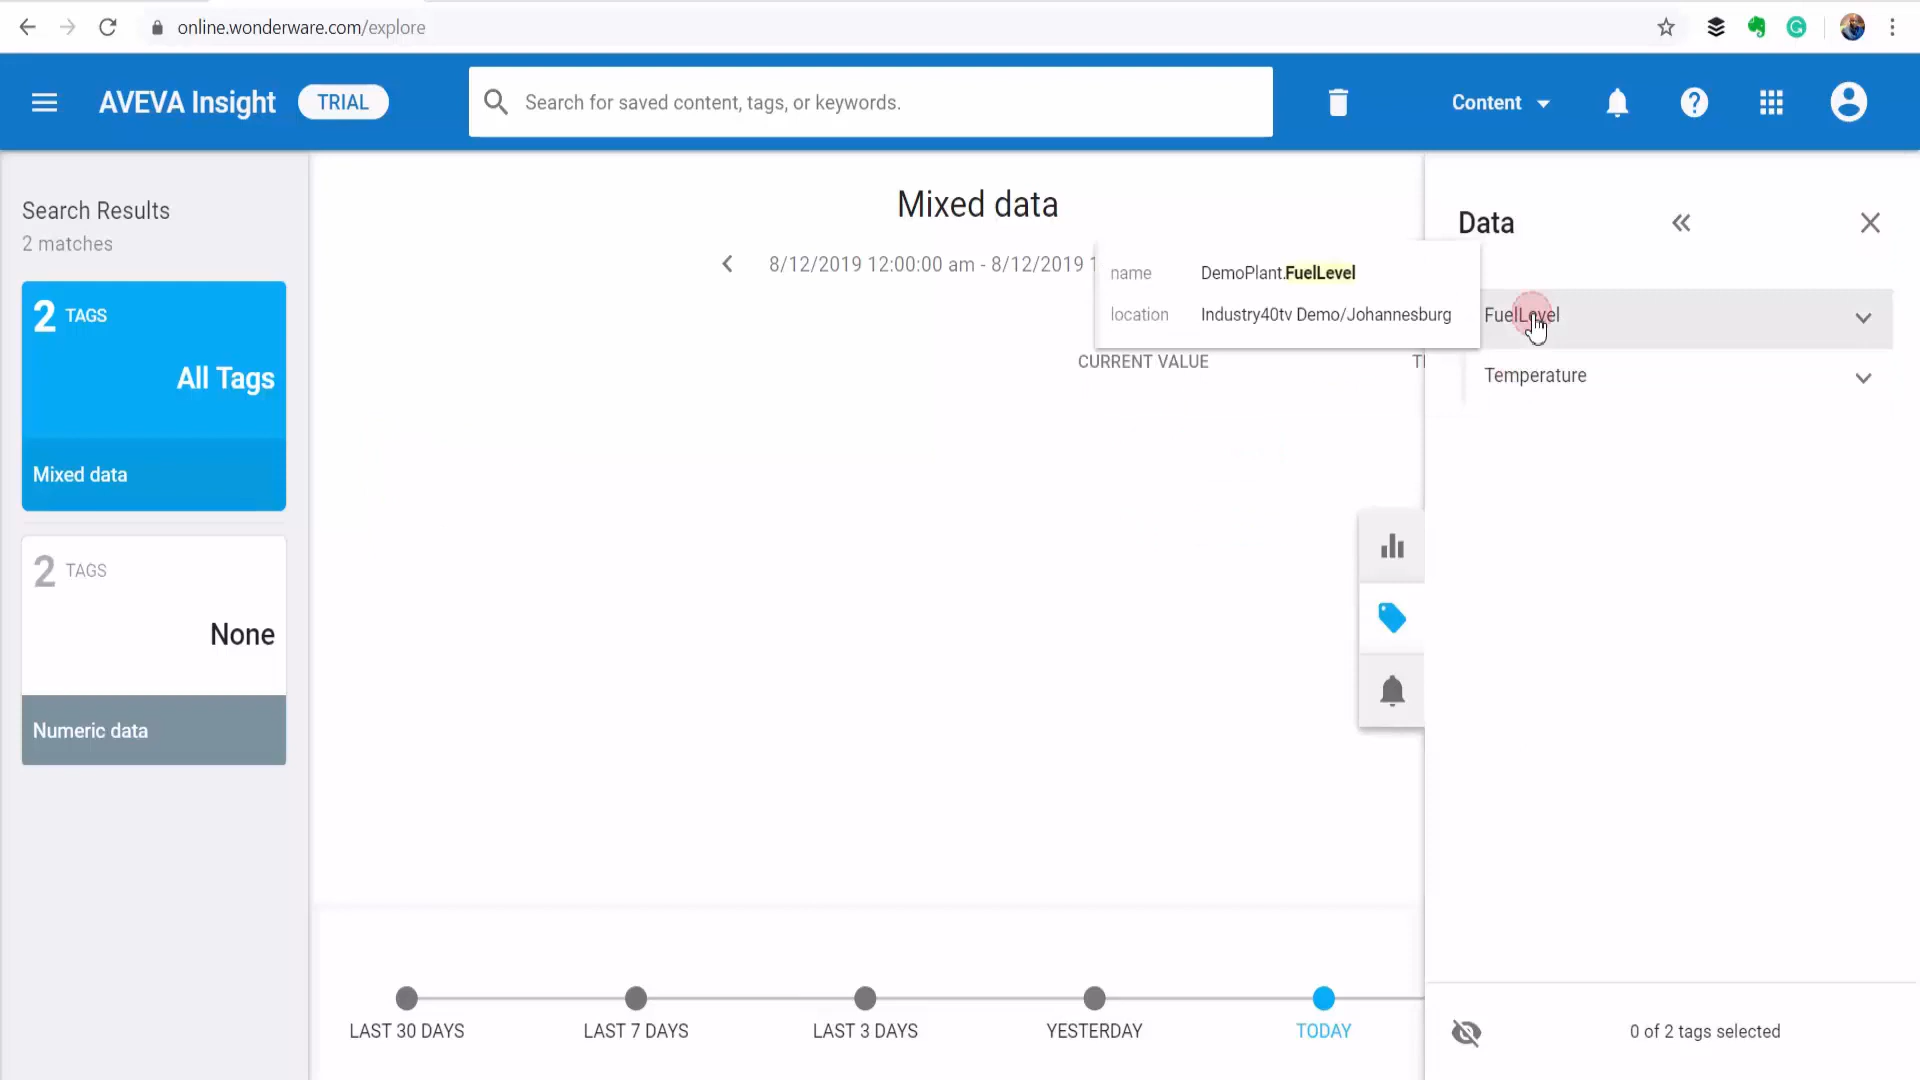 online.wonderware.com/explore
AVEVA Insight TRIAL
Search for saved content, tags, or keywords.
Content
Search Results
2 matches
2 TAGS
All Tags
Mixed data
2 TAGS
None
Numeric data
Mixed data
8/12/2019 12:00:00 am - 8/12/2019 1
name DemoPlant.FuelLevel
location Industry40tv Demo/Johannesburg
CURRENT VALUE
Data
FuelLevel
Temperature
LAST 30 DAYS
LAST 7 DAYS
LAST 3 DAYS
YESTERDAY
TODAY
0 of 2 tags selected